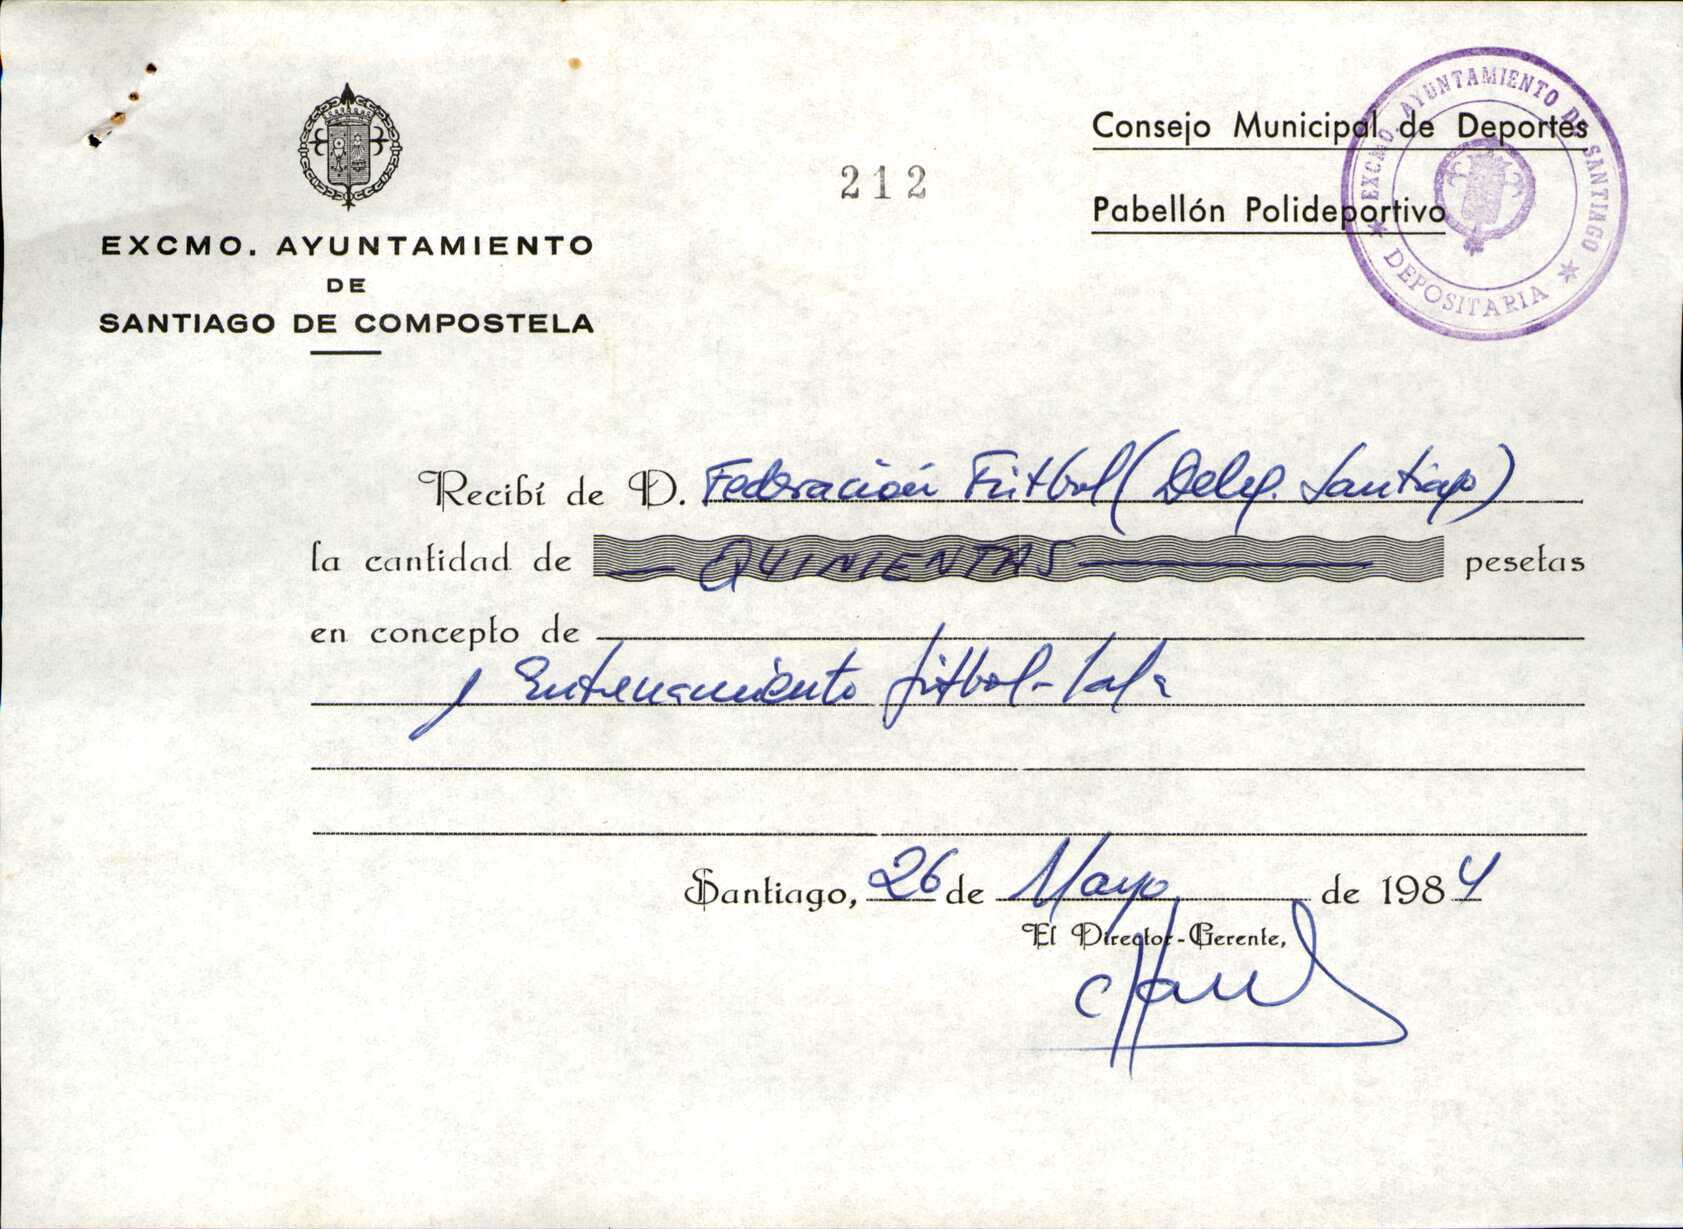 EXCMO. AYUNTAMIENTO
DE
SANTIAGO DE COMPOSTELA
212
Consejo Municipal de Deportes
Pabellón Polideportivo
EXCMO. AYUNTAMIENTO DE SANTIAGO
DEPOSITARIA
Recibí de D. Federación Fútbol (Deleg. Santiago)
la cantidad de — QUINIENTAS — pesetas
en concepto de
Entrenamiento fútbol-sala
Santiago, 26 de Mayo de 1984
El Director-Gerente,